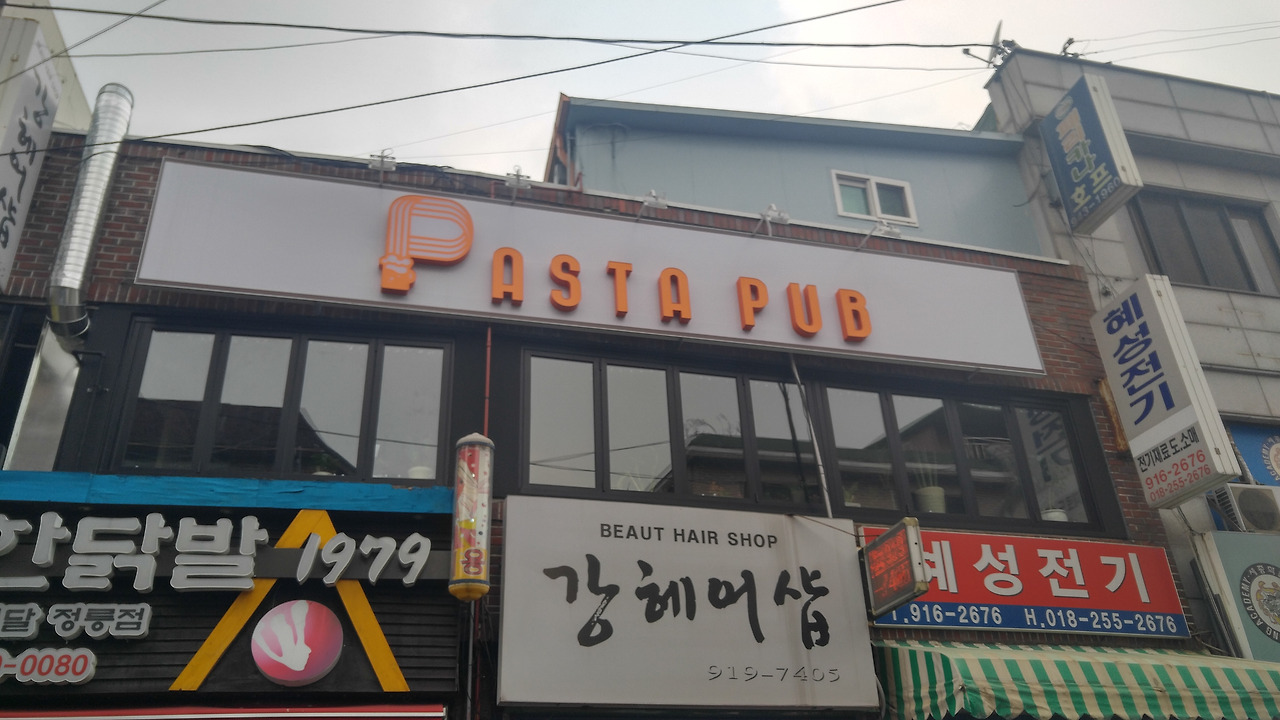 PASTA PUB
혜성전기
전기재료 도.소매
916-2676
018-255-2676
한닭발 1979
정릉점
-0080
BEAUT HAIR SHOP
강헤어샵
919-7405
혜성전기
T.916-2676 H.018-255-2676
호프